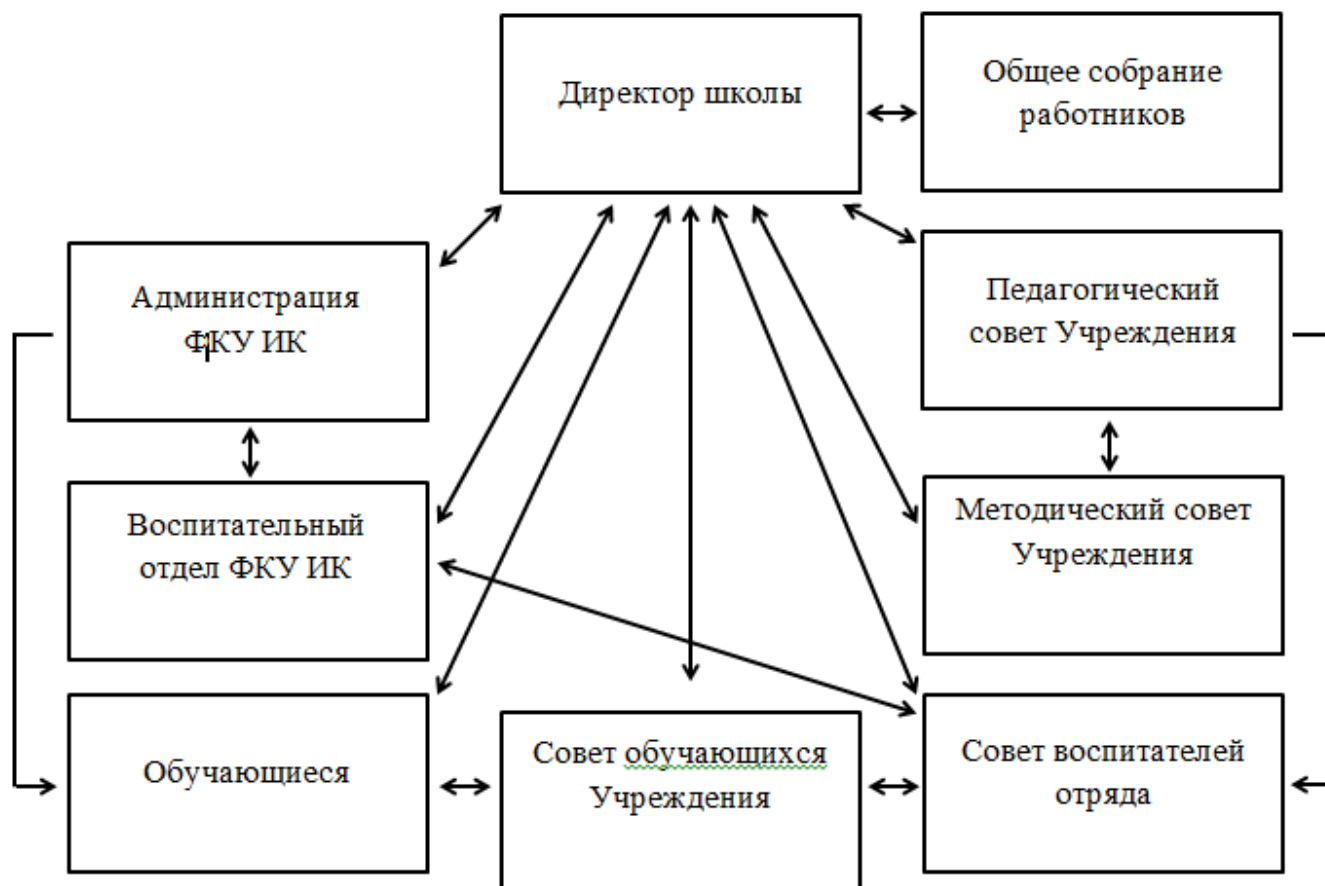 Директор школы
Общее собрание
работников
Администрация
ФКУ ИК
Педагогический
совет Учреждения
Воспитательный
отдел ФКУ ИК
Методический совет
Учреждения
Обучающиеся
Совет обучающихся
Учреждения
Совет воспитателей
отряда